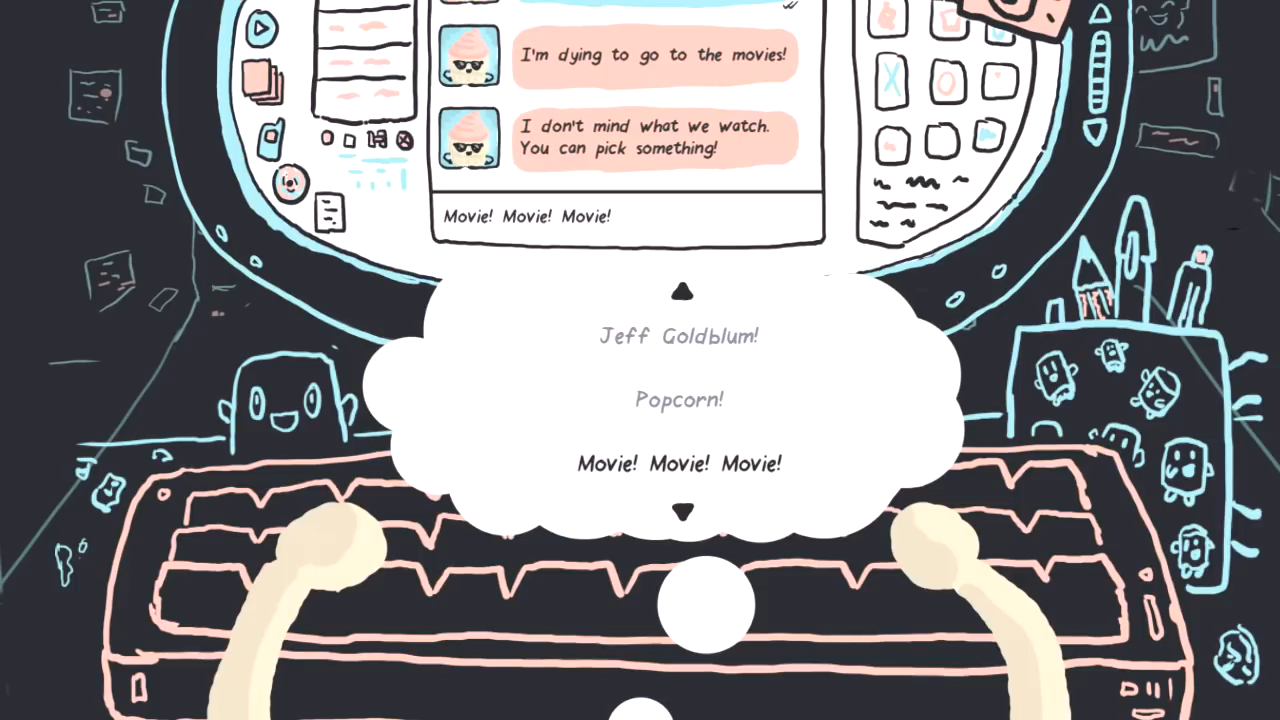 I'm dying to go to the movies!
I don't mind what we watch.
You can pick something!
Movie! Movie! Movie!
Jeff Goldblum!
Popcorn!
Movie! Movie! Movie!